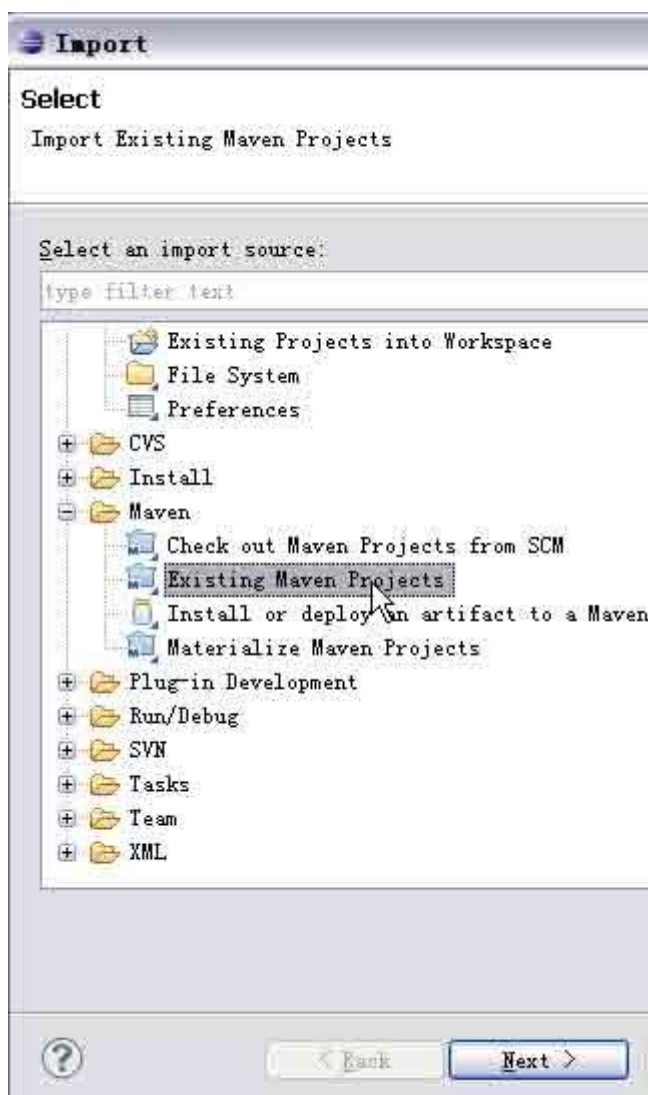 Import
Select
Import Existing Maven Projects
Select an import source:
type filter text
Existing Projects into Workspace
File System
Preferences
CVS
Install
Maven
Check out Maven Projects from SCM
Existing Maven Projects
Install or deploy an artifact to a Maven
Materialize Maven Projects
Plug-in Development
Run/Debug
SVN
Tasks
Team
XML
?
< Back
Next >